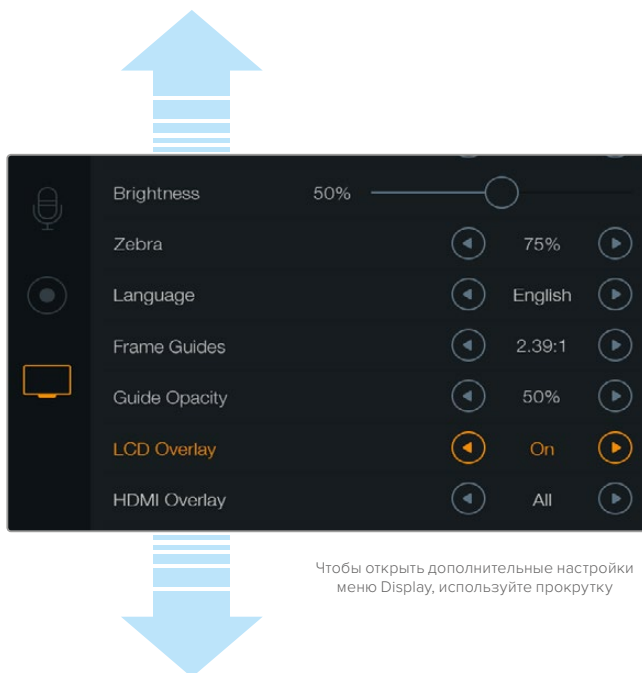 Brightness 50%
Zebra 75%
Language English
Frame Guides 2.39:1
Guide Opacity 50%
LCD Overlay On
HDMI Overlay All
Чтобы открыть дополнительные настройки
меню Display, используйте прокрутку